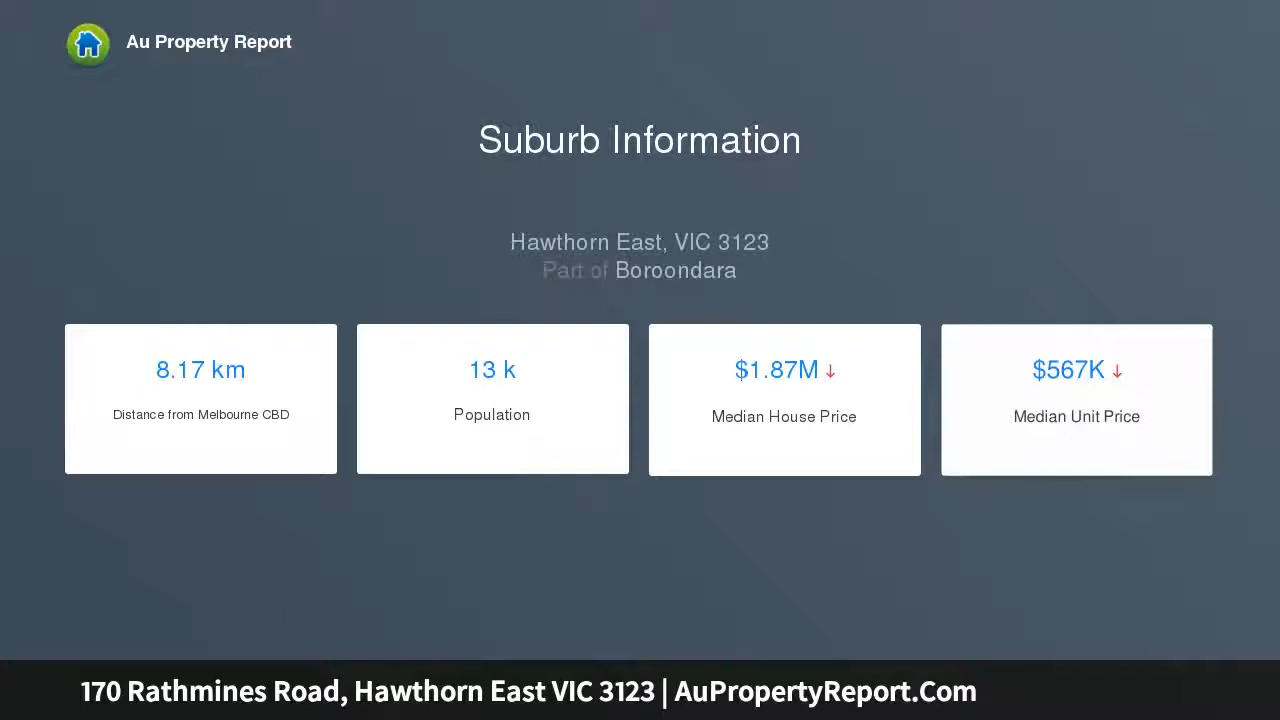 Au Property Report
Suburb Information
Hawthorn East, VIC 3123
Part of Boroondara
8.17 km
Distance from Melbourne CBD
13 k
Population
$1.87M ↓
Median House Price
$567K ↓
Median Unit Price
170 Rathmines Road, Hawthorn East VIC 3123 | AuPropertyReport.Com